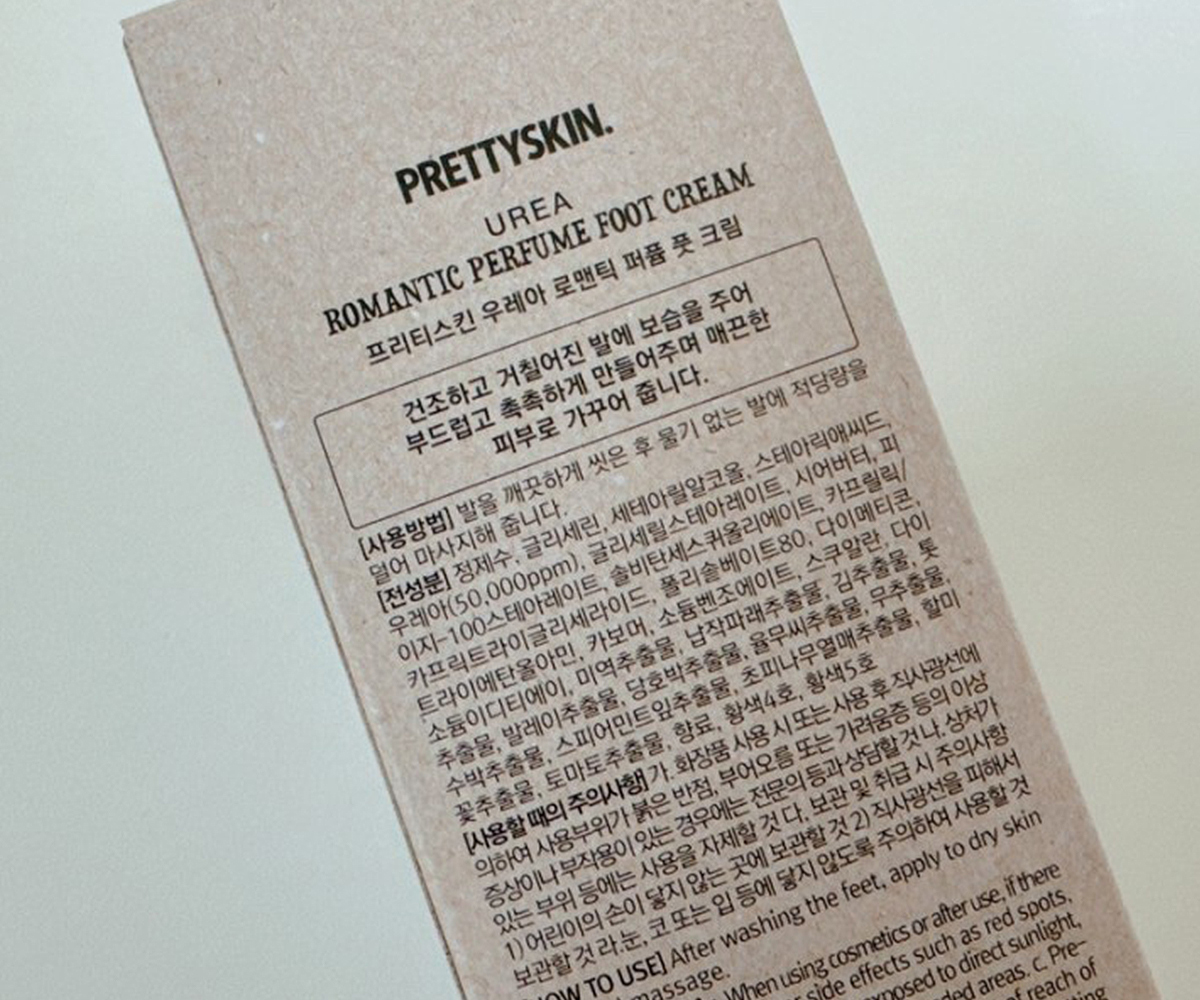 PRETTYSKIN.
UREA
ROMANTIC PERFUME FOOT CREAM
프리티스킨 우레아 로맨틱 퍼퓸 풋 크림
건조하고 거칠어진 발에 보습을 주어
부드럽고 촉촉하게 만들어주며 매끈한
피부로 가꾸어 줍니다.
[사용방법] 발을 깨끗하게 씻은 후 물기 없는 발에 적당량을
덜어 마사지해 줍니다.
[전성분] 정제수, 글리세린, 세테아릴알코올, 스테아릭애씨드,
우레아(50,000ppm), 글리세릴스테아레이트, 시어버터, 피
이지-100스테아레이트, 솔비탄세스퀴올리에이트, 카프릴릭/
카프릭트라이글리세라이드, 폴리솔베이트80, 다이메티콘,
트라이에탄올아민, 카보머, 소듐벤조에이트, 스쿠알란, 다이
소듐이디티에이, 미역추출물, 납작파래추출물, 김추출물, 톳
추출물, 발레이추출물, 당호박추출물, 율무씨추출물, 무추출물,
수박추출물, 스피어민트잎추출물, 초피나무열매추출물, 할미
꽃추출물, 토마토추출물, 향료, 황색4호, 황색5호
[사용할 때의 주의사항] 가. 화장품 사용 시 또는 사용 후 직사광선에
의하여 사용부위가 붉은 반점, 부어오름 또는 가려움증 등의 이상
증상이나 부작용이 있는 경우에는 전문의 등과 상담할 것 나. 상처가
있는 부위 등에는 사용을 자제할 것 다. 보관 및 취급 시 주의사항
1) 어린이의 손이 닿지 않는 곳에 보관할 것 2) 직사광선을 피해서
보관할 것 라.눈, 코 또는 입 등에 닿지 않도록 주의하여 사용할 것
HOW TO USE] After washing the feet, apply to dry skin
massage.
When using cosmetics or after use, if there
side effects such as red spots,
exposed to direct sunlight,
areas. c. Pre-
of reach of